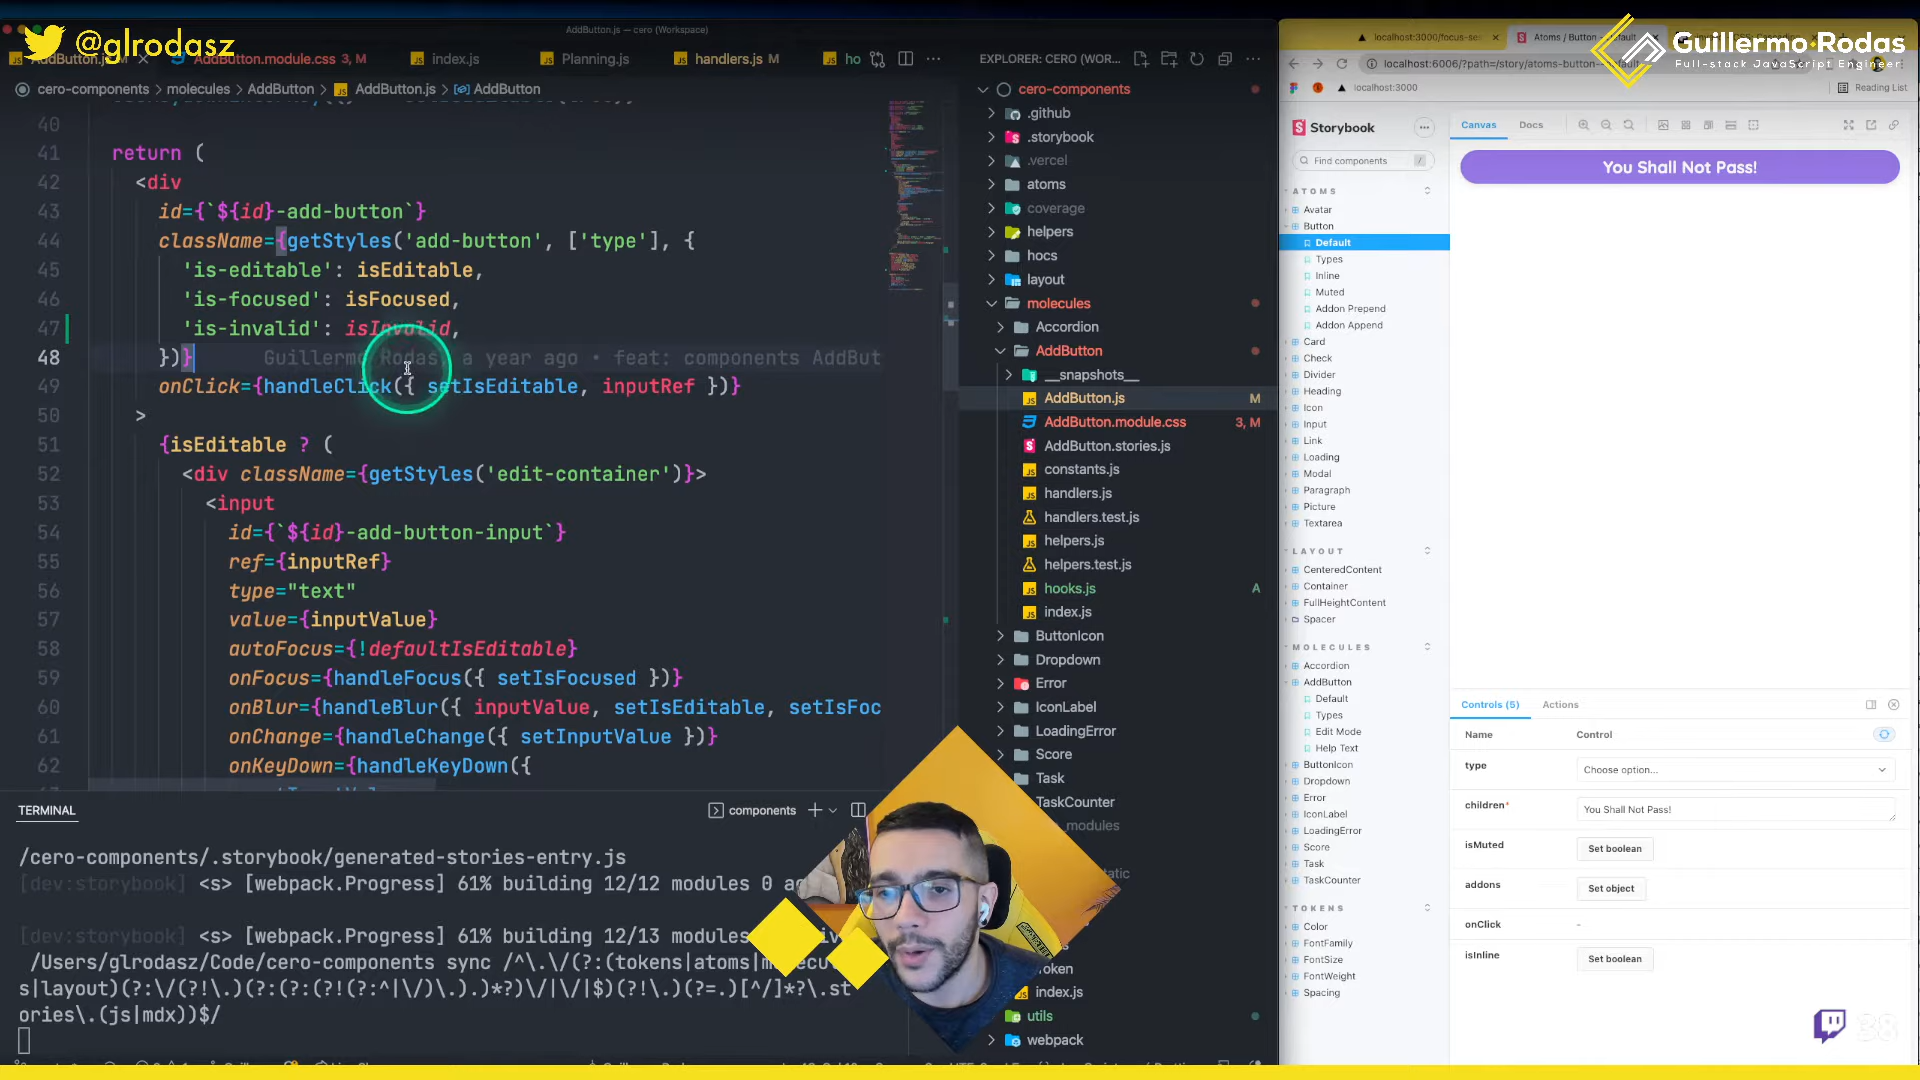 @glrodasz
AddButton.js — cero (Workspace)
AddButton.module.css 3, M
index.js
Planning.js
handlers.js M
ho
cero-components › molecules › AddButton › AddButton.js › AddButton
40
41 return (
42 <div
43 id={`${id}-add-button`}
44 className={getStyles('add-button', ['type'], {
45 'is-editable': isEditable,
46 'is-focused': isFocused,
47 'is-invalid': isInvalid,
48 })} Guillermo Rodas, a year ago • feat: components AddBut
49 onClick={handleClick({ setIsEditable, inputRef })}
50 >
51 {isEditable ? (
52 <div className={getStyles('edit-container')}>
53 <input
54 id={`${id}-add-button-input`}
55 ref={inputRef}
56 type="text"
57 value={inputValue}
58 autoFocus={!defaultIsEditable}
59 onFocus={handleFocus({ setIsFocused })}
60 onBlur={handleBlur({ inputValue, setIsEditable, setIsFoc
61 onChange={handleChange({ setInputValue })}
62 onKeyDown={handleKeyDown({
TERMINAL
components
/cero-components/.storybook/generated-stories-entry.js
[dev:storybook] <s> [webpack.Progress] 61% building 12/12 modules 0 a
[dev:storybook] <s> [webpack.Progress] 61% building 12/13 modules
/Users/glrodasz/Code/cero-components sync /^\.\/(?:(tokens|atoms|
s|layout)(?:\/(?!\.)(?:(?:(?!(?:^|\/)\.).)*?)\/|\/|$)(?!\.)(?=.)[^/]*?\.st
ories\.(js|mdx))$/
EXPLORER: CERO (WOR...
cero-components
.github
.storybook
.vercel
atoms
coverage
helpers
hocs
layout
molecules
Accordion
AddButton
__snapshots__
AddButton.js M
AddButton.module.css 3, M
AddButton.stories.js
constants.js
handlers.js
handlers.test.js
helpers.js
helpers.test.js
hooks.js A
index.js
ButtonIcon
Dropdown
Error
IconLabel
LoadingError
Score
Task
TaskCounter
index.js
utils
webpack
localhost:3000/focus-ses
Atoms / Button - Default
localhost:6006/?path=/story/atoms-button--default
localhost:3000
Reading List
Guillermo Rodas
Full-stack JavaScript Engineer
Storybook
Find components /
ATOMS
Avatar
Button
Default
Types
Inline
Muted
Addon Prepend
Addon Append
Card
Check
Divider
Heading
Icon
Input
Link
Loading
Modal
Paragraph
Picture
Textarea
LAYOUT
CenteredContent
Container
FullHeightContent
Spacer
MOLECULES
Accordion
AddButton
Default
Types
Edit Mode
Help Text
ButtonIcon
Dropdown
Error
IconLabel
LoadingError
Score
Task
TaskCounter
TOKENS
Color
FontFamily
FontSize
FontWeight
Spacing
Canvas
Docs
You Shall Not Pass!
Controls (5)
Actions
Name Control
type Choose option...
children* You Shall Not Pass!
isMuted Set boolean
addons Set object
onClick -
isInline Set boolean
38